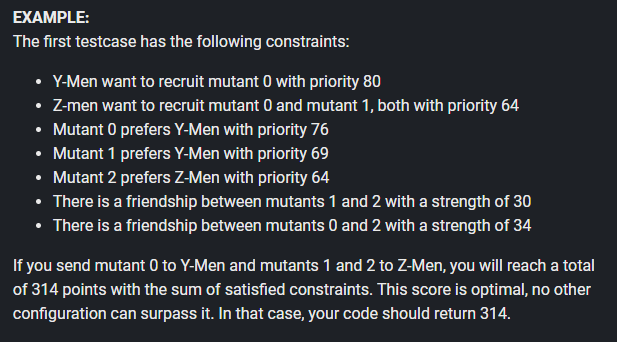 EXAMPLE:
The first testcase has the following constraints:
• Y-Men want to recruit mutant 0 with priority 80
• Z-men want to recruit mutant 0 and mutant 1, both with priority 64
• Mutant 0 prefers Y-Men with priority 76
• Mutant 1 prefers Y-Men with priority 69
• Mutant 2 prefers Z-Men with priority 64
• There is a friendship between mutants 1 and 2 with a strength of 30
• There is a friendship between mutants 0 and 2 with a strength of 34
If you send mutant 0 to Y-Men and mutants 1 and 2 to Z-Men, you will reach a total
of 314 points with the sum of satisfied constraints. This score is optimal, no other
configuration can surpass it. In that case, your code should return 314.